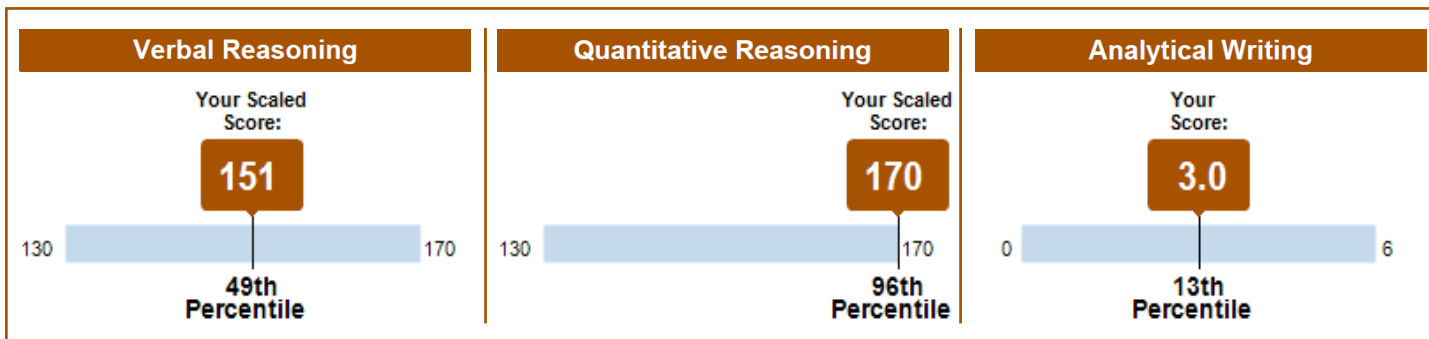 Verbal Reasoning
Your Scaled
Score:
151
130
170
49th
Percentile
Quantitative Reasoning
Your Scaled
Score:
170
130
170
96th
Percentile
Analytical Writing
Your
Score:
3.0
0
6
13th
Percentile